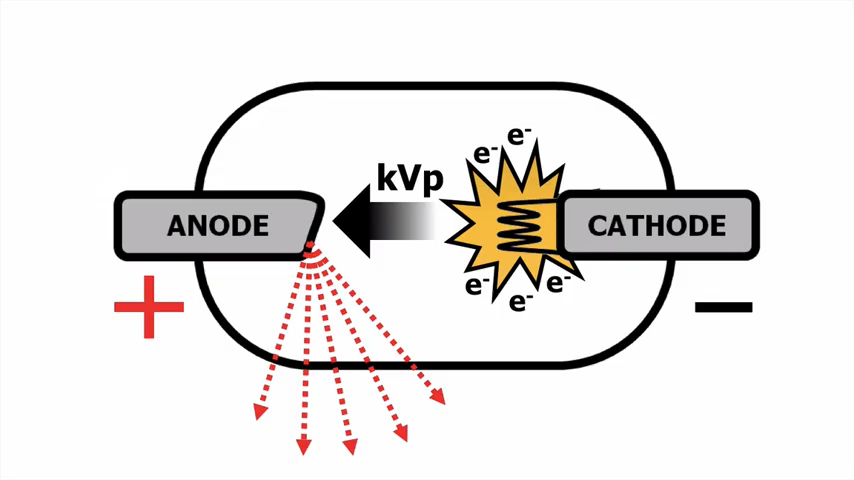 e-
e-
kVp
ANODE
CATHODE
e-
e-
e-
+
−